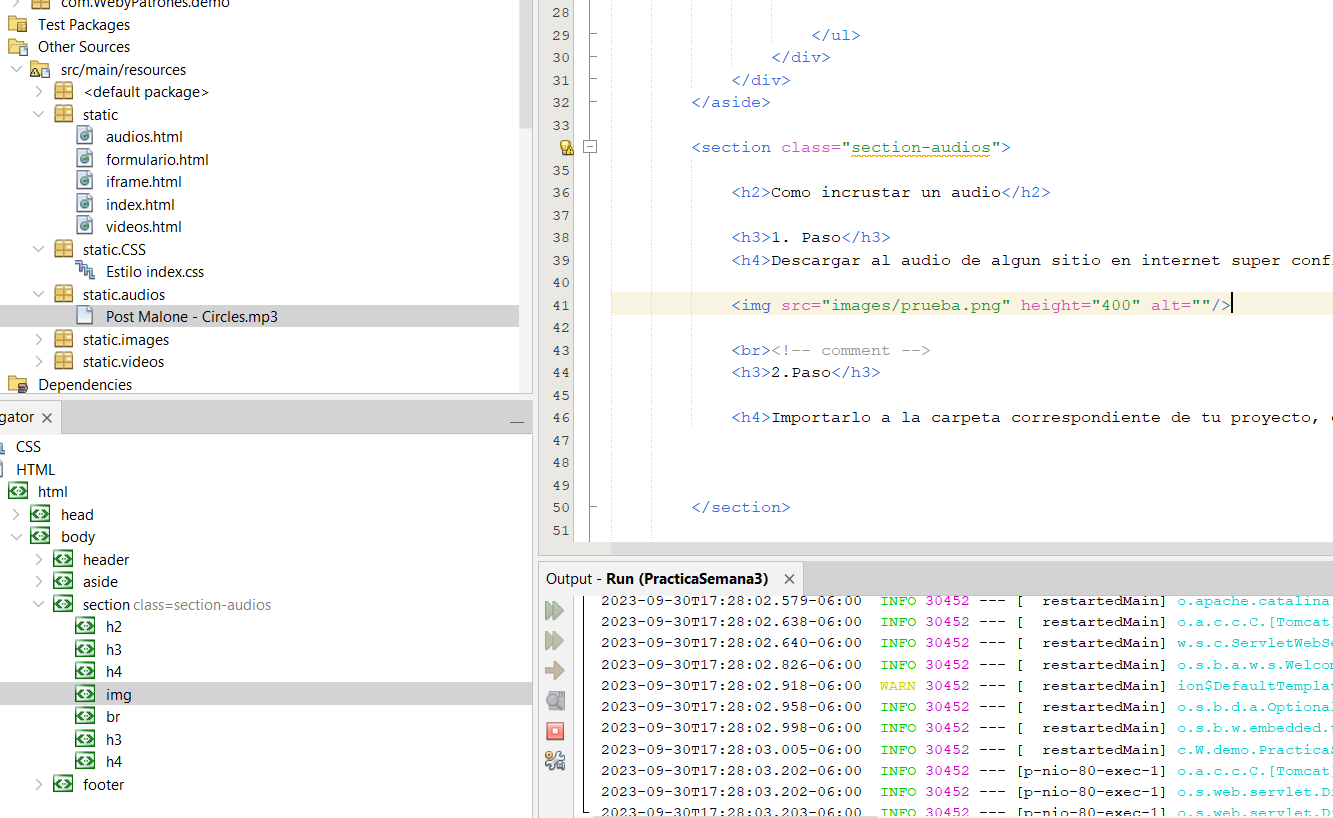 com.WebyPatrones.demo
Test Packages
Other Sources
src/main/resources
<default package>
static
audios.html
formulario.html
iframe.html
index.html
videos.html
static.CSS
Estilo index.css
static.audios
Post Malone - Circles.mp3
static.images
static.videos
Dependencies
gator
CSS
HTML
html
head
body
header
aside
section class=section-audios
h2
h3
h4
img
br
h3
h4
footer
28
29 </ul>
30 </div>
31 </div>
32 </aside>
33
<section class="section-audios">
35
36 <h2>Como incrustar un audio</h2>
37
38 <h3>1. Paso</h3>
39 <h4>Descargar al audio de algun sitio en internet super confi
40
41 <img src="images/prueba.png" height="400" alt=""/>
42
43 <br><!-- comment -->
44 <h3>2.Paso</h3>
45
46 <h4>Importarlo a la carpeta correspondiente de tu proyecto,
47
48
49
50 </section>
51
Output - Run (PracticaSemana3)
2023-09-30T17:28:02.579-06:00 INFO 30452 --- [ restartedMain] o.apache.catalina
2023-09-30T17:28:02.638-06:00 INFO 30452 --- [ restartedMain] o.a.c.c.C.[Tomcat]
2023-09-30T17:28:02.640-06:00 INFO 30452 --- [ restartedMain] w.s.c.ServletWebSe
2023-09-30T17:28:02.826-06:00 INFO 30452 --- [ restartedMain] o.s.b.a.w.s.Welcom
2023-09-30T17:28:02.918-06:00 WARN 30452 --- [ restartedMain] ion$DefaultTemplat
2023-09-30T17:28:02.958-06:00 INFO 30452 --- [ restartedMain] o.s.b.d.a.Optional
2023-09-30T17:28:02.998-06:00 INFO 30452 --- [ restartedMain] o.s.b.w.embedded.
2023-09-30T17:28:03.005-06:00 INFO 30452 --- [ restartedMain] c.W.demo.Practica
2023-09-30T17:28:03.202-06:00 INFO 30452 --- [p-nio-80-exec-1] o.a.c.c.C.[Tomcat]
2023-09-30T17:28:03.202-06:00 INFO 30452 --- [p-nio-80-exec-1] o.s.web.servlet.D
2023-09-30T17:28:03.203-06:00 INFO 30452 --- [p-nio-80-exec-1] o.s.web.servlet.D